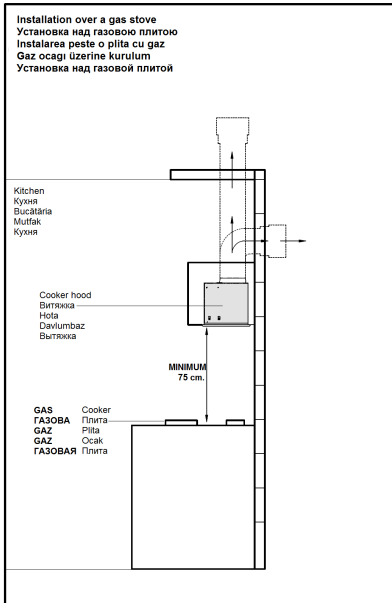 Installation over a gas stove
Установка над газовою плитою
Instalarea peste o plita cu gaz
Gaz ocagı üzerine kurulum
Установка над газовой плитой
Kitchen
Кухня
Bucătăria
Mutfak
Кухня
Cooker hood
Витяжка
Hota
Davlumbaz
Вытяжка
MINIMUM
75 cm.
GAS Cooker
ГАЗОВА Плита
GAZ Plita
GAZ Ocak
ГАЗОВАЯ Плита